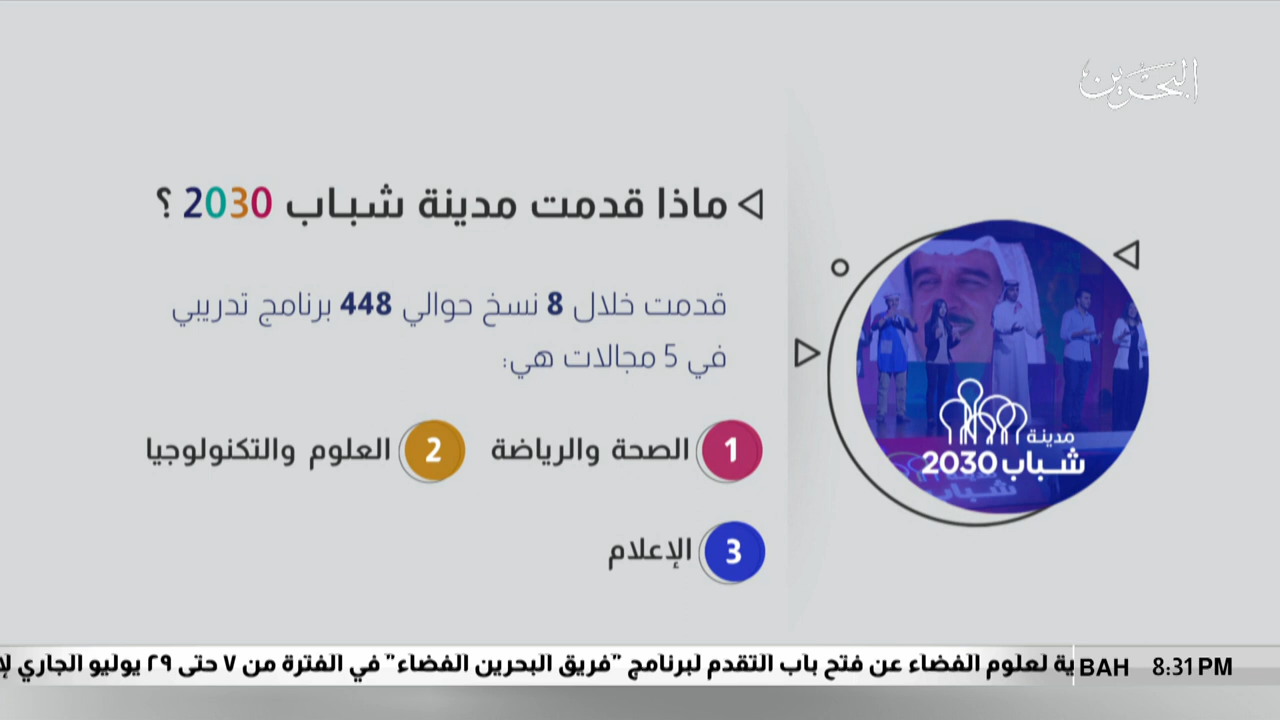 البحرين
ماذا قدمت مدينة شباب 2030 ؟
قدمت خلال 8 نسخ حوالي 448 برنامج تدريبي
في 5 مجالات هي:
1 الصحة والرياضة
2 العلوم والتكنولوجيا
3 الإعلام
مدينة
شباب 2030
لعلوم الفضاء عن فتح باب التقدم لبرنامج "فريق البحرين الفضاء" في الفترة من ٧ حتى ٢٩ يوليو الجاري
BAH 8:31 PM